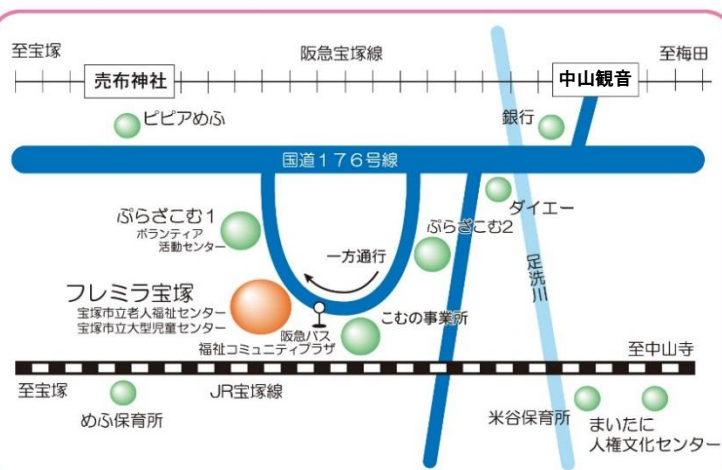 至宝塚
阪急宝塚線
至梅田
売布神社
中山観音
ピピアめふ
銀行
国道176号線
ぷらざこむ1
ボランティア
活動センター
ダイエー
ぷらざこむ2
一方通行
足洗川
フレミラ宝塚
宝塚市立老人福祉センター
宝塚市立大型児童センター
阪急バス
福祉コミュニティプラザ
こむの事業所
至中山寺
至宝塚
JR宝塚線
めふ保育所
米谷保育所
まいたに
人権文化センター